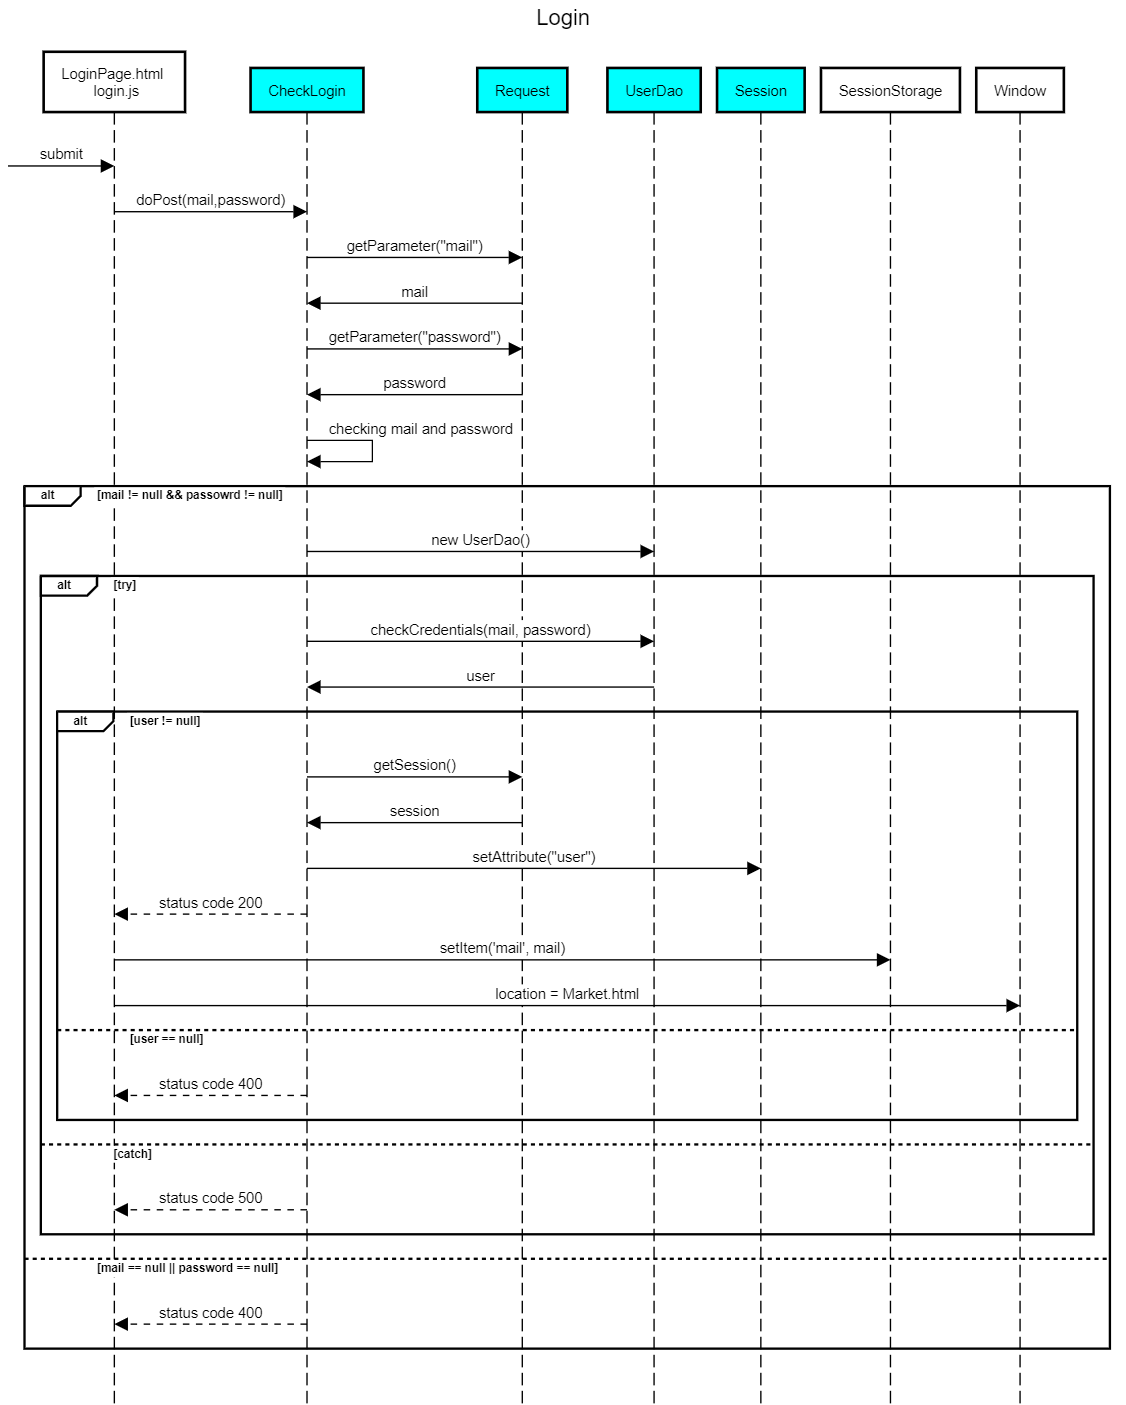 Login
LoginPage.html
login.js
CheckLogin
Request
UserDao
Session
SessionStorage
Window
submit
doPost(mail,password)
getParameter("mail")
mail
getParameter("password")
password
checking mail and password
alt [mail != null && passowrd != null]
new UserDao()
alt [try]
checkCredentials(mail, password)
user
alt [user != null]
getSession()
session
setAttribute("user")
status code 200
setItem('mail', mail)
location = Market.html
[user == null]
status code 400
[catch]
status code 500
[mail == null || password == null]
status code 400